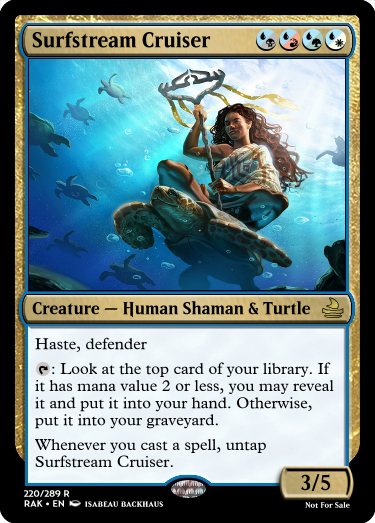 Surfstream Cruiser
Creature — Human Shaman & Turtle
Haste, defender
: Look at the top card of your library. If
it has mana value 2 or less, you may reveal
it and put it into your hand. Otherwise,
put it into your graveyard.
Whenever you cast a spell, untap
Surfstream Cruiser.
3/5
220/289 R
RAK • EN ISABEAU BACKHAUS
Not For Sale